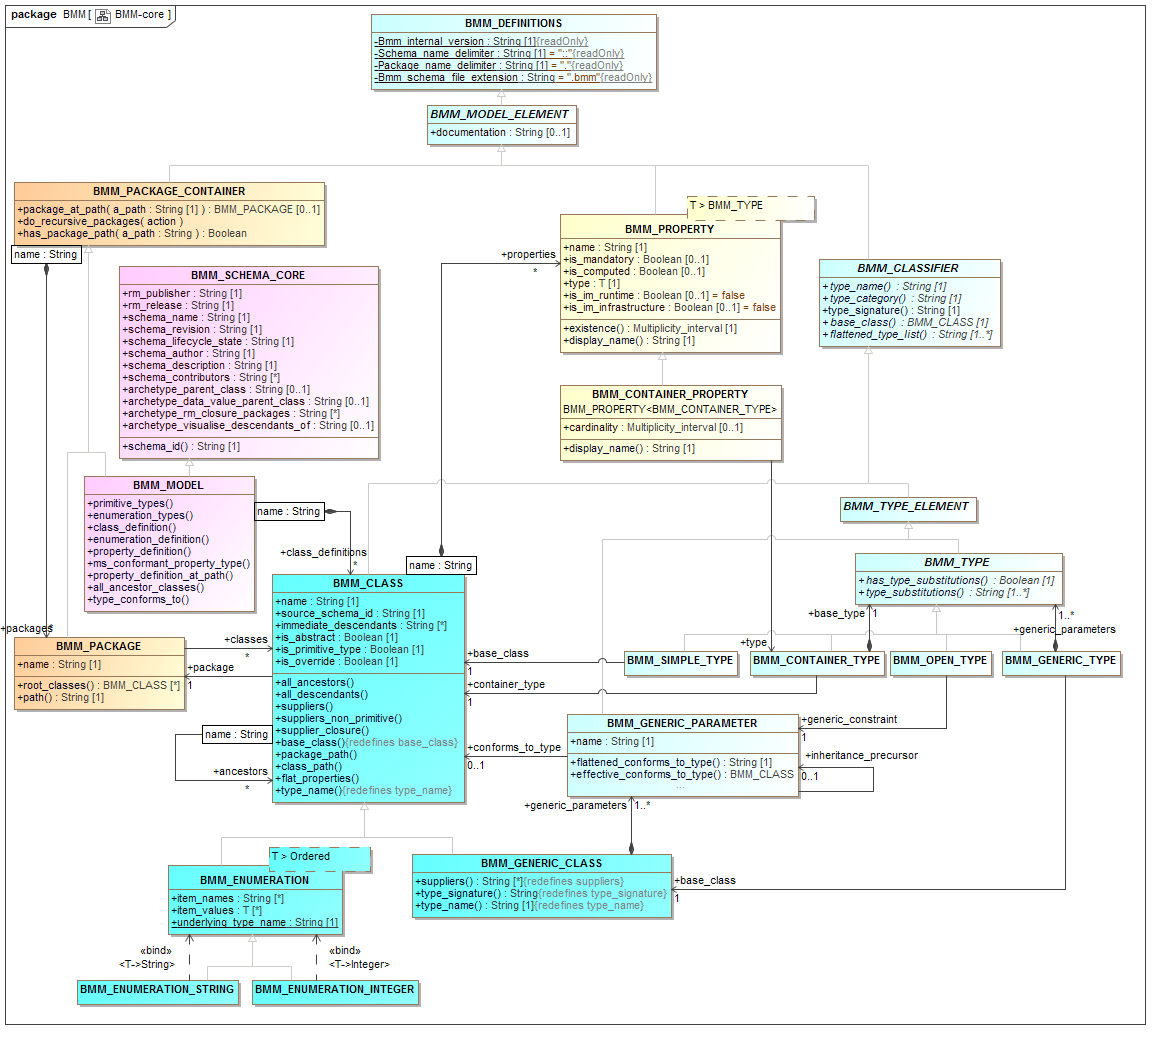 package BMM [ BMM-core ]
BMM_DEFINITIONS
-Bmm_internal_version : String [1]{readOnly}
-Schema_name_delimiter : String [1] = "::"{readOnly}
-Package_name_delimiter : String [1] = "."{readOnly}
-Bmm_schema_file_extension : String = ".bmm"{readOnly}
BMM_MODEL_ELEMENT
+documentation : String [0..1]
BMM_PACKAGE_CONTAINER
+package_at_path( a_path : String [1] ) : BMM_PACKAGE [0..1]
+do_recursive_packages( action )
+has_package_path( a_path : String ) : Boolean
name : String
BMM_SCHEMA_CORE
+rm_publisher : String [1]
+rm_release : String [1]
+schema_name : String [1]
+schema_revision : String [1]
+schema_lifecycle_state : String [1]
+schema_author : String [1]
+schema_description : String [1]
+schema_contributors : String [*]
+archetype_parent_class : String [0..1]
+archetype_data_value_parent_class : String [0..1]
+archetype_rm_closure_packages : String [*]
+archetype_visualise_descendants_of : String [0..1]
+schema_id() : String [1]
T > BMM_TYPE
BMM_PROPERTY
+name : String [1]
+is_mandatory : Boolean [0..1]
+is_computed : Boolean [0..1]
+type : T [1]
+is_im_runtime : Boolean [0..1] = false
+is_im_infrastructure : Boolean [0..1] = false
+existence() : Multiplicity_interval [1]
+display_name() : String [1]
+properties
*
BMM_CLASSIFIER
+type_name() : String [1]
+type_category() : String [1]
+type_signature() : String [1]
+base_class() : BMM_CLASS [1]
+flattened_type_list() : String [1..*]
BMM_CONTAINER_PROPERTY
BMM_PROPERTY<BMM_CONTAINER_TYPE>
+cardinality : Multiplicity_interval [0..1]
+display_name() : String [1]
BMM_MODEL
+primitive_types()
+enumeration_types()
+class_definition()
+enumeration_definition()
+property_definition()
+ms_conformant_property_type()
+property_definition_at_path()
+all_ancestor_classes()
+type_conforms_to()
name : String
+class_definitions
*
name : String
BMM_TYPE_ELEMENT
BMM_TYPE
+has_type_substitutions() : Boolean [1]
+type_substitutions() : String [1..*]
+base_type
1
1..*
+generic_parameters
+type
BMM_SIMPLE_TYPE
BMM_CONTAINER_TYPE
BMM_OPEN_TYPE
BMM_GENERIC_TYPE
BMM_CLASS
+name : String [1]
+source_schema_id : String [1]
+immediate_descendants : String [*]
+is_abstract : Boolean [1]
+is_primitive_type : Boolean [1]
+is_override : Boolean [1]
+all_ancestors()
+all_descendants()
+suppliers()
+suppliers_non_primitive()
+supplier_closure()
+base_class(){redefines base_class}
+package_path()
+class_path()
+flat_properties()
+type_name(){redefines type_name}
+packages
*
BMM_PACKAGE
+name : String [1]
+root_classes() : BMM_CLASS [*]
+path() : String [1]
+classes
*
+package
1
name : String
+ancestors
*
+base_class
1
+container_type
1
+conforms_to_type
0..1
BMM_GENERIC_PARAMETER
+name : String [1]
+flattened_conforms_to_type() : String [1]
+effective_conforms_to_type() : BMM_CLASS
...
+generic_constraint
1
+inheritance_precursor
0..1
+generic_parameters
1..*
BMM_GENERIC_CLASS
+suppliers() : String [*]{redefines suppliers}
+type_signature() : String{redefines type_signature}
+type_name() : String [1]{redefines type_name}
+base_class
1
T > Ordered
BMM_ENUMERATION
+item_names : String [*]
+item_values : T [*]
+underlying_type_name : String [1]
«bind»
<T->String>
«bind»
<T->Integer>
BMM_ENUMERATION_STRING
BMM_ENUMERATION_INTEGER